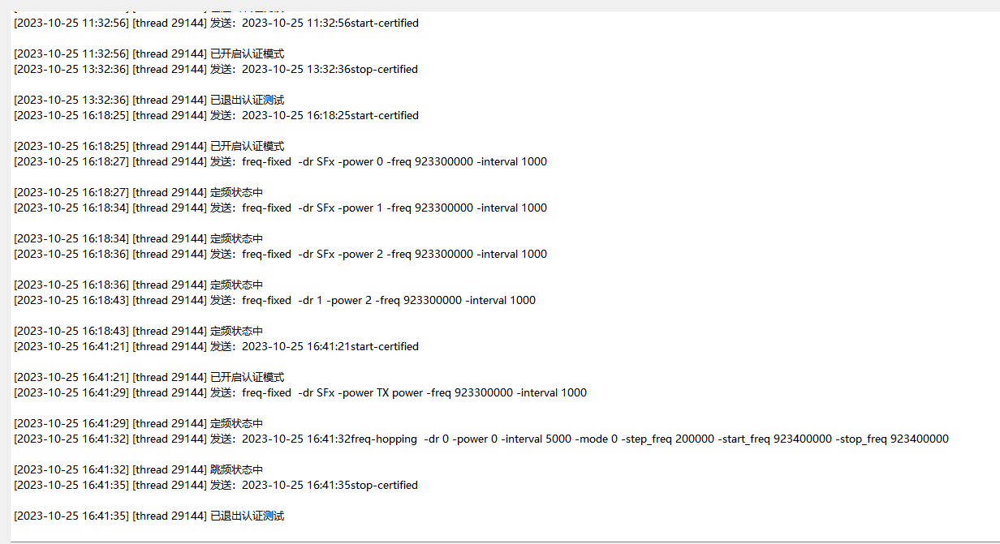 [2023-10-25 11:32:56] [thread 29144] 发送：2023-10-25 11:32:56start-certified
[2023-10-25 11:32:56] [thread 29144] 已开启认证模式
[2023-10-25 13:32:36] [thread 29144] 发送：2023-10-25 13:32:36stop-certified
[2023-10-25 13:32:36] [thread 29144] 已退出认证测试
[2023-10-25 16:18:25] [thread 29144] 发送：2023-10-25 16:18:25start-certified
[2023-10-25 16:18:25] [thread 29144] 已开启认证模式
[2023-10-25 16:18:27] [thread 29144] 发送：freq-fixed  -dr SFx -power 0 -freq 923300000 -interval 1000
[2023-10-25 16:18:27] [thread 29144] 定频状态中
[2023-10-25 16:18:34] [thread 29144] 发送：freq-fixed  -dr SFx -power 1 -freq 923300000 -interval 1000
[2023-10-25 16:18:34] [thread 29144] 定频状态中
[2023-10-25 16:18:36] [thread 29144] 发送：freq-fixed  -dr SFx -power 2 -freq 923300000 -interval 1000
[2023-10-25 16:18:36] [thread 29144] 定频状态中
[2023-10-25 16:18:43] [thread 29144] 发送：freq-fixed  -dr 1 -power 2 -freq 923300000 -interval 1000
[2023-10-25 16:18:43] [thread 29144] 定频状态中
[2023-10-25 16:41:21] [thread 29144] 发送：2023-10-25 16:41:21start-certified
[2023-10-25 16:41:21] [thread 29144] 已开启认证模式
[2023-10-25 16:41:29] [thread 29144] 发送：freq-fixed  -dr SFx -power TX power -freq 923300000 -interval 1000
[2023-10-25 16:41:29] [thread 29144] 定频状态中
[2023-10-25 16:41:32] [thread 29144] 发送：2023-10-25 16:41:32freq-hopping  -dr 0 -power 0 -interval 5000 -mode 0 -step_freq 200000 -start_freq 923400000 -stop_freq 923400000
[2023-10-25 16:41:32] [thread 29144] 跳频状态中
[2023-10-25 16:41:35] [thread 29144] 发送：2023-10-25 16:41:35stop-certified
[2023-10-25 16:41:35] [thread 29144] 已退出认证测试